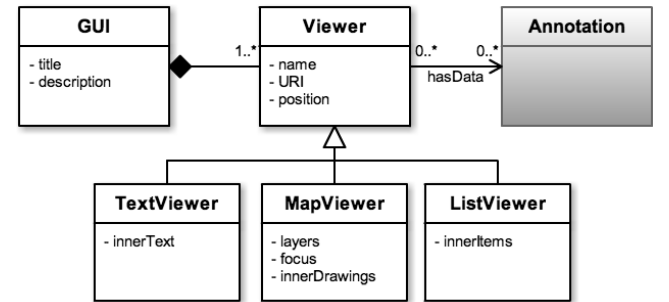 GUI
- title
- description
1..*
Viewer
- name
- URI
- position
0..*
0..*
hasData
Annotation
TextViewer
- innerText
MapViewer
- layers
- focus
- innerDrawings
ListViewer
- innerItems